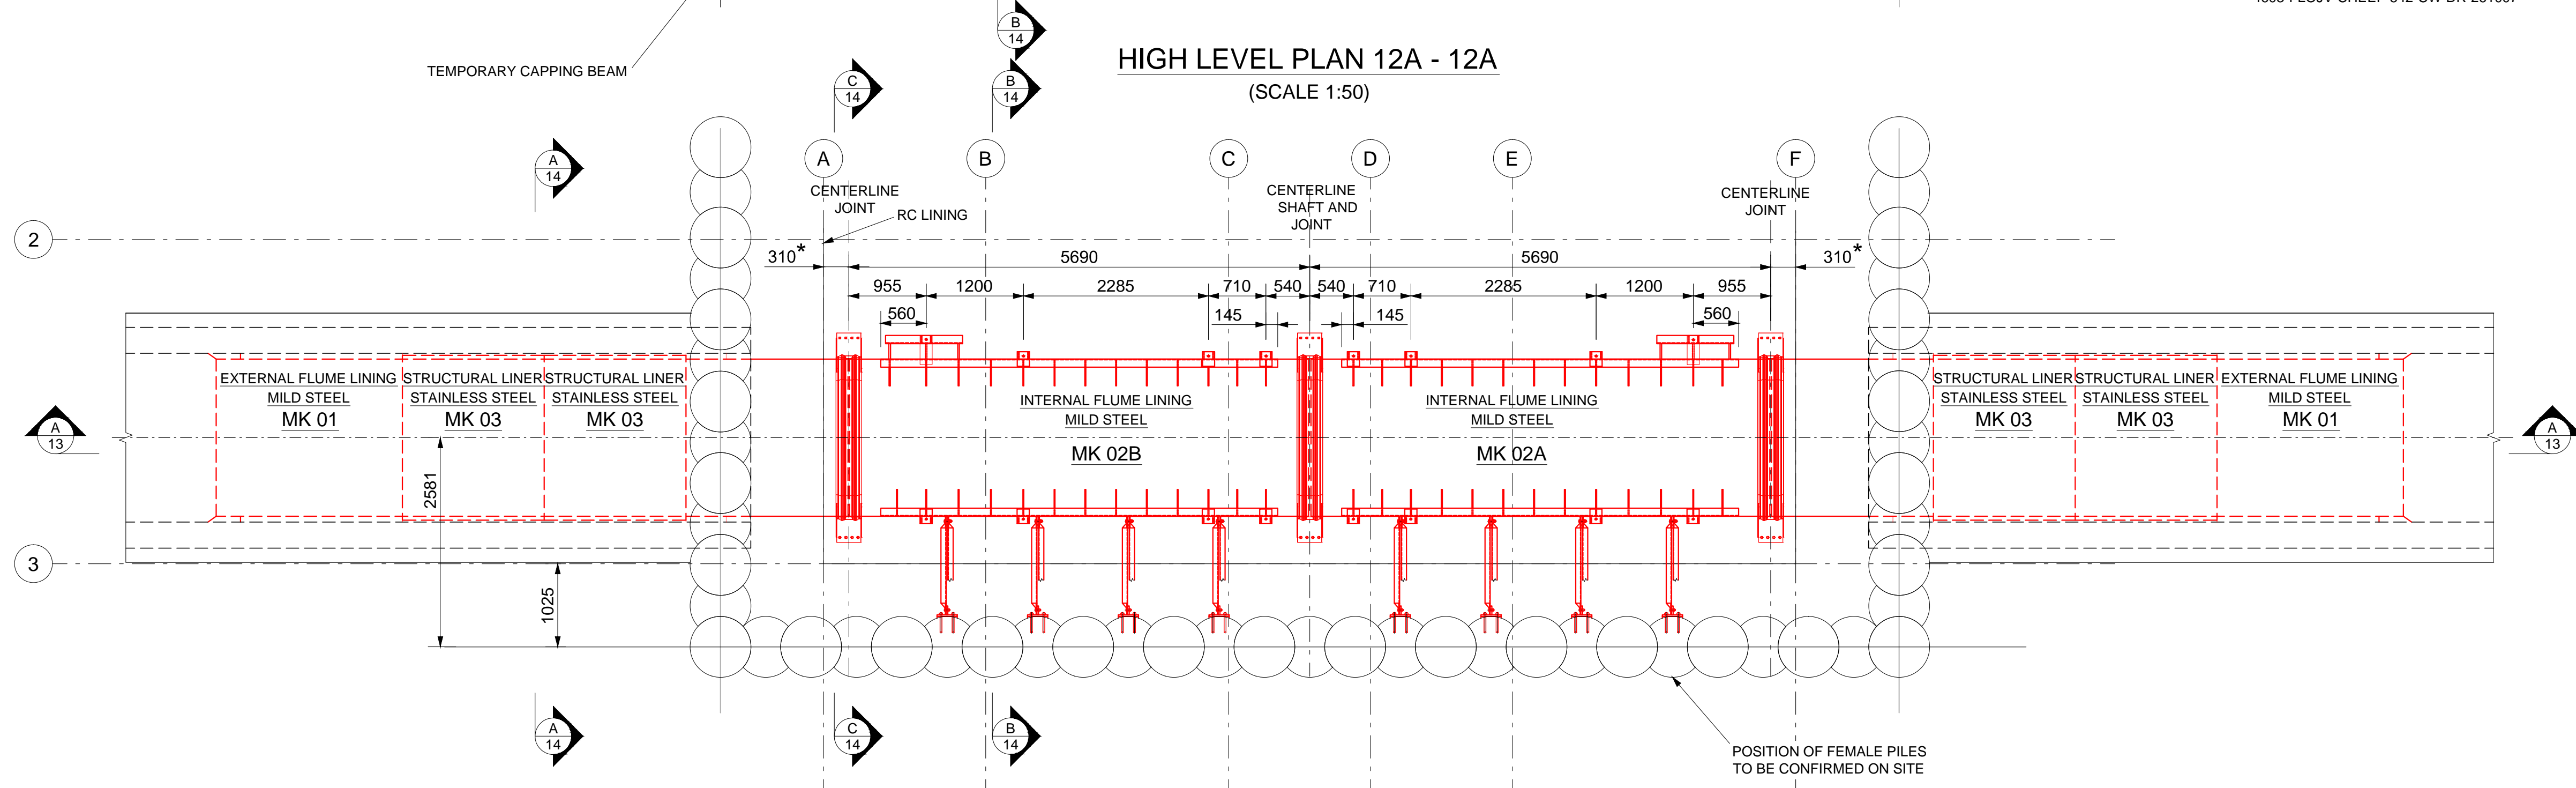 B
14
HIGH LEVEL PLAN 12A - 12A
(SCALE 1:50)
TEMPORARY CAPPING BEAM
C
14
B
14
A
14
A
B
C
D
E
F
CENTERLINE
JOINT
RC LINING
CENTERLINE
SHAFT AND
JOINT
CENTERLINE
JOINT
2
310*
5690
5690
310*
955
1200
2285
710
540
540
710
2285
1200
955
560
145
145
560
EXTERNAL FLUME LINING
MILD STEEL
MK 01
STRUCTURAL LINER
STAINLESS STEEL
MK 03
STRUCTURAL LINER
STAINLESS STEEL
MK 03
INTERNAL FLUME LINING
MILD STEEL
MK 02B
INTERNAL FLUME LINING
MILD STEEL
MK 02A
STRUCTURAL LINER
STAINLESS STEEL
MK 03
STRUCTURAL LINER
STAINLESS STEEL
MK 03
EXTERNAL FLUME LINING
MILD STEEL
MK 01
A
13
A
13
2581
3
1025
A
14
C
14
B
14
POSITION OF FEMALE PILES
TO BE CONFIRMED ON SITE